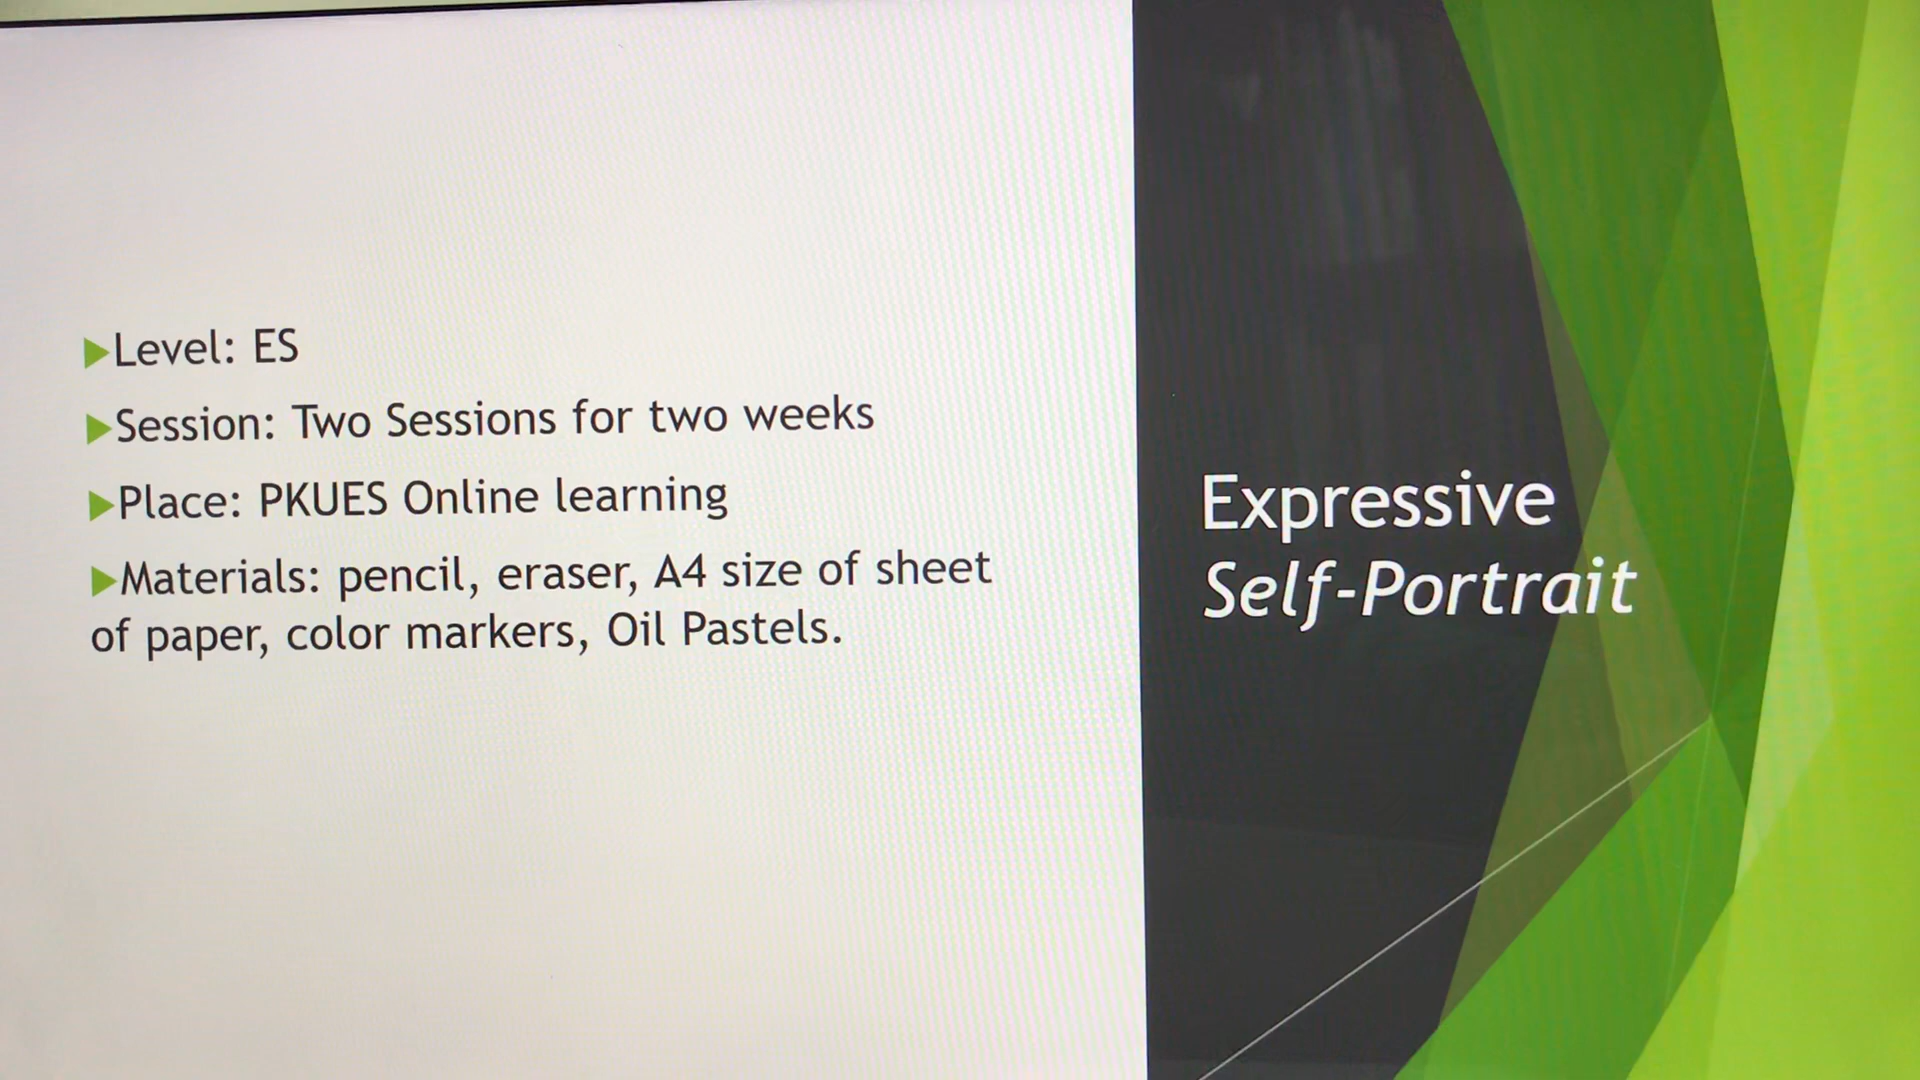 Level: ES
Session: Two Sessions for two weeks
Place: PKUES Online learning
Materials: pencil, eraser, A4 size of sheet
of paper, color markers, Oil Pastels.
Expressive
Self-Portrait